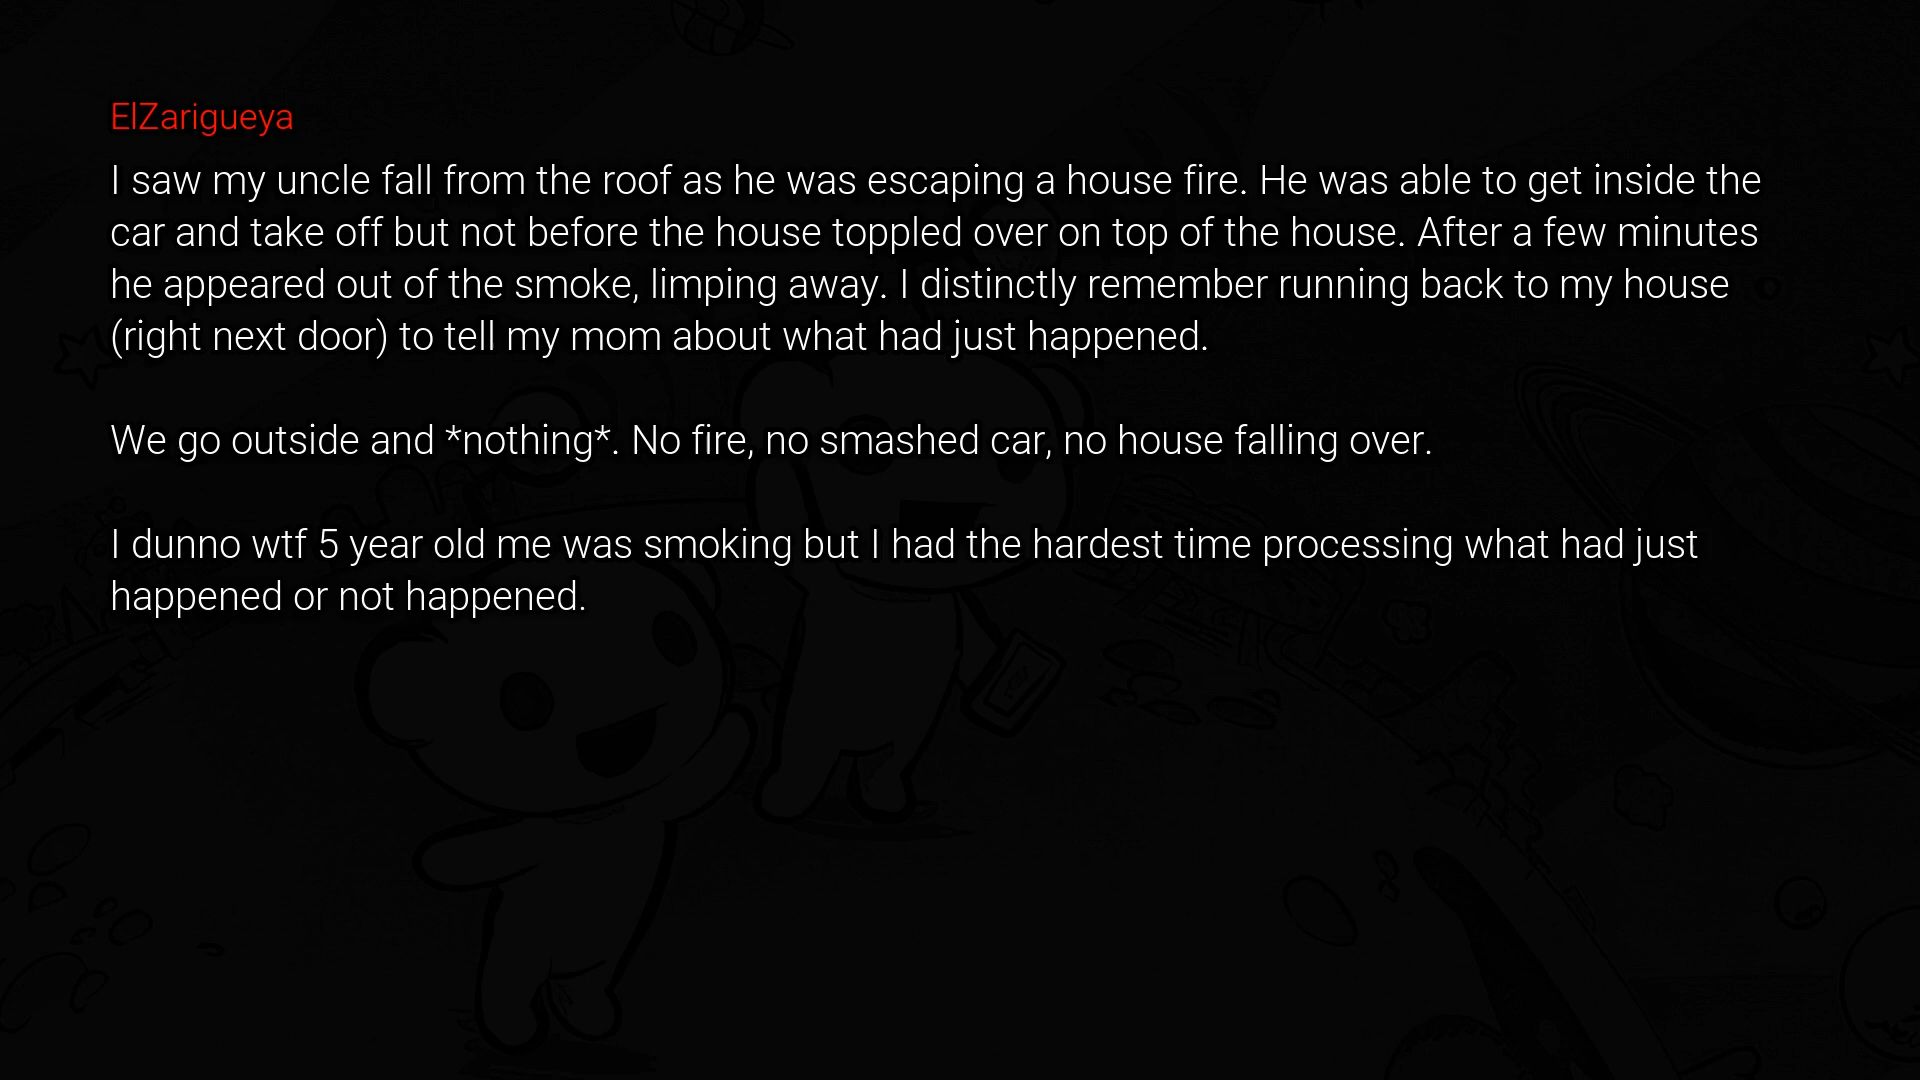 ElZarigueya
I saw my uncle fall from the roof as he was escaping a house fire. He was able to get inside the
car and take off but not before the house toppled over on top of the house. After a few minutes
he appeared out of the smoke, limping away. I distinctly remember running back to my house
(right next door) to tell my mom about what had just happened.
We go outside and *nothing*. No fire, no smashed car, no house falling over.
I dunno wtf 5 year old me was smoking but I had the hardest time processing what had just
happened or not happened.